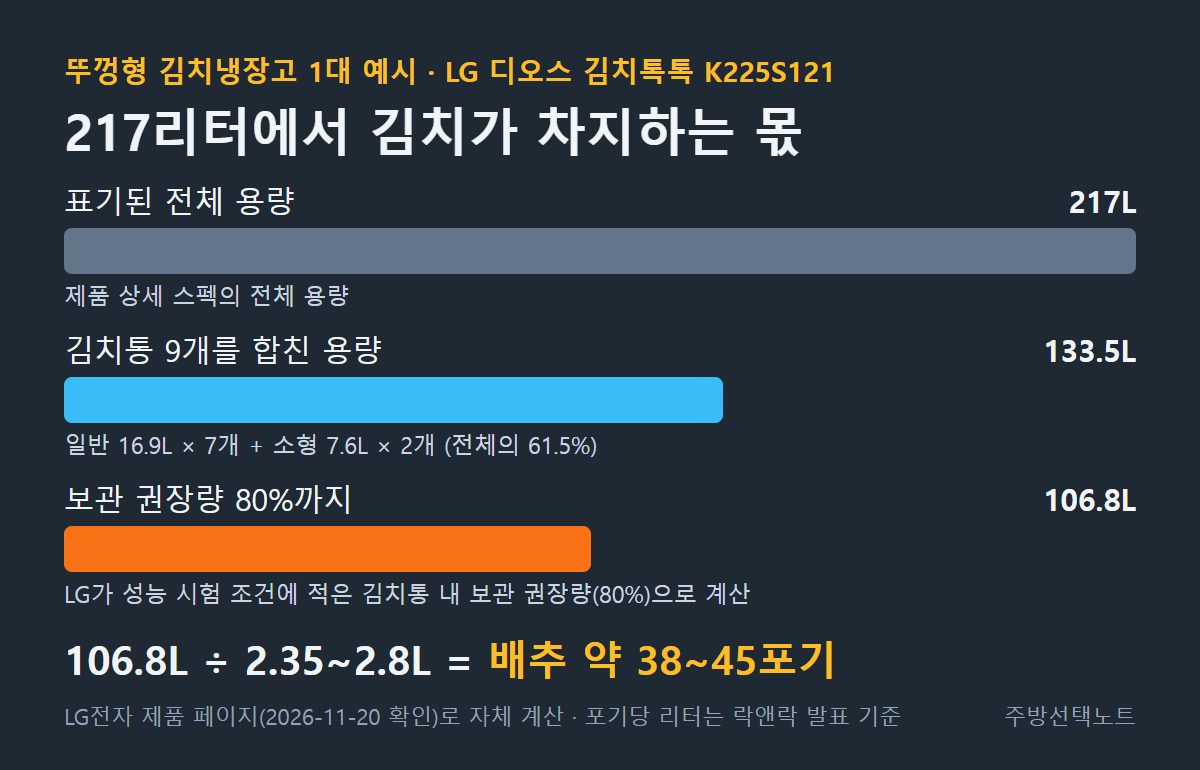 뚜껑형 김치냉장고 1대 예시 · LG 디오스 김치톡톡 K225S121
217리터에서 김치가 차지하는 몫
표기된 전체 용량 217L
제품 상세 스펙의 전체 용량
김치통 9개를 합친 용량 133.5L
일반 16.9L × 7개 + 소형 7.6L × 2개 (전체의 61.5%)
보관 권장량 80%까지 106.8L
LG가 성능 시험 조건에 적은 김치통 내 보관 권장량(80%)으로 계산
106.8L ÷ 2.35~2.8L = 배추 약 38~45포기
LG전자 제품 페이지(2026-11-20 확인)로 자체 계산 · 포기당 리터는 락앤락 발표 기준 주방선택노트